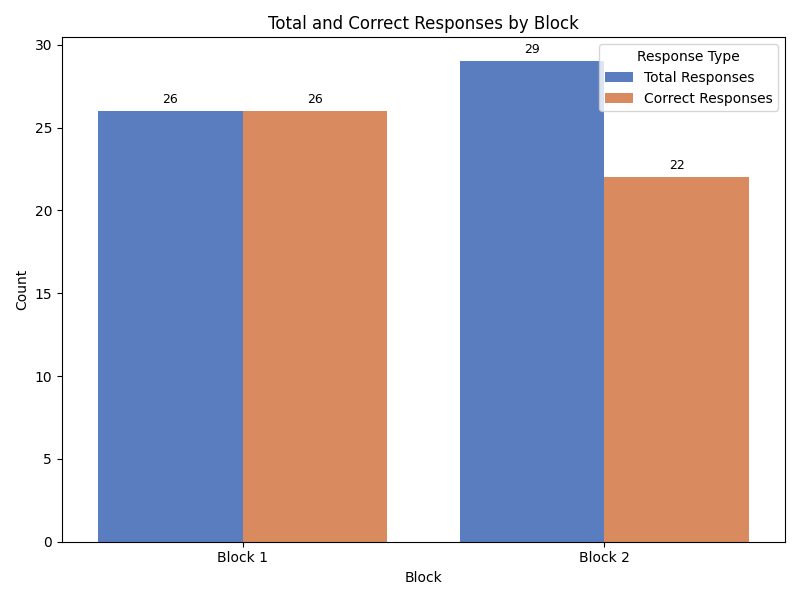 Total and Correct Responses by Block
Response Type
Total Responses
Correct Responses
26
26
29
22
30
25
20
15
10
5
0
Count
Block 1
Block 2
Block